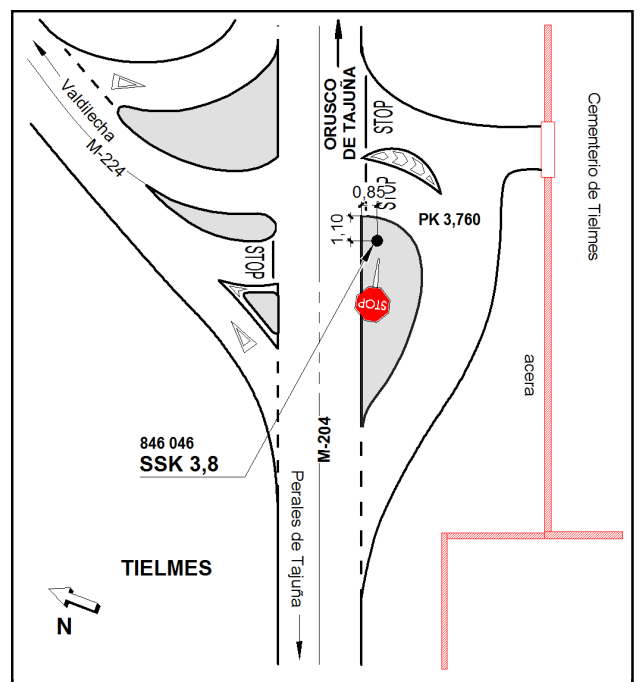 Valdilecha
M-224
ORUSCO
DE TAJUÑA
STOP
STOP
0,85
1,10
PK 3,760
STOP
STOP
Cementerio de Tielmes
acera
846 046
SSK 3,8
M-204
Perales de Tajuña
TIELMES
N